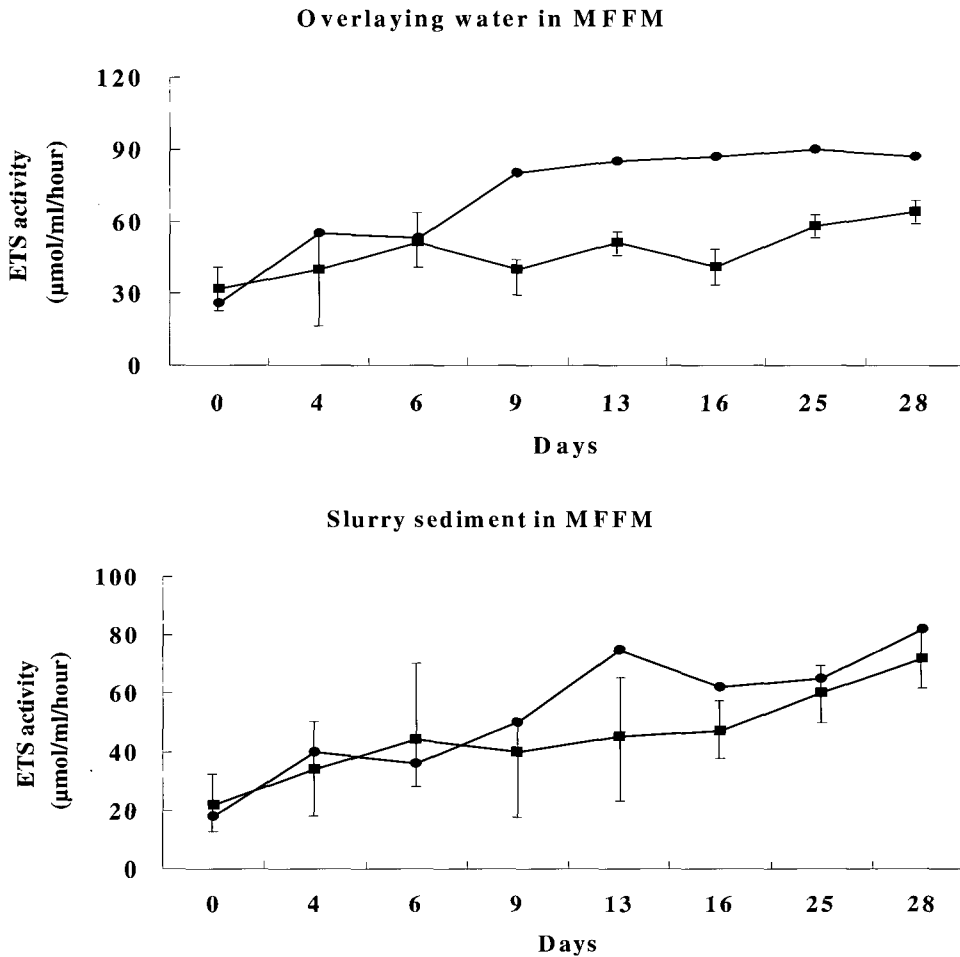 Overlaying water in MFFM
ETS activity
(µmol/ml/hour)
120
90
60
30
0
0 4 6 9 13 16 25 28
Days
Slurry sediment in MFFM
ETS activity
(µmol/ml/hour)
100
80
60
40
20
0
0 4 6 9 13 16 25 28
Days